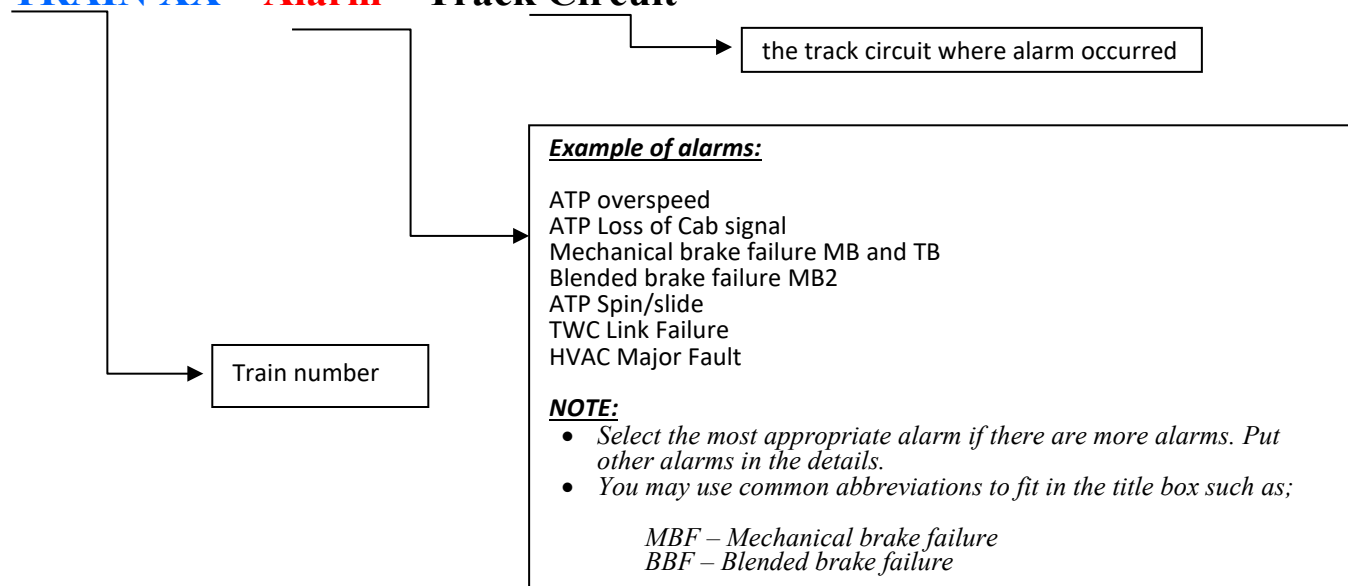 TRAIN XX – Alarm – Track Circuit
the track circuit where alarm occurred
Example of alarms:
ATP overspeed
ATP Loss of Cab signal
Mechanical brake failure MB and TB
Blended brake failure MB2
ATP Spin/slide
TWC Link Failure
HVAC Major Fault
Train number
NOTE:
• Select the most appropriate alarm if there are more alarms. Put
other alarms in the details.
• You may use common abbreviations to fit in the title box such as;
MBF – Mechanical brake failure
BBF – Blended brake failure